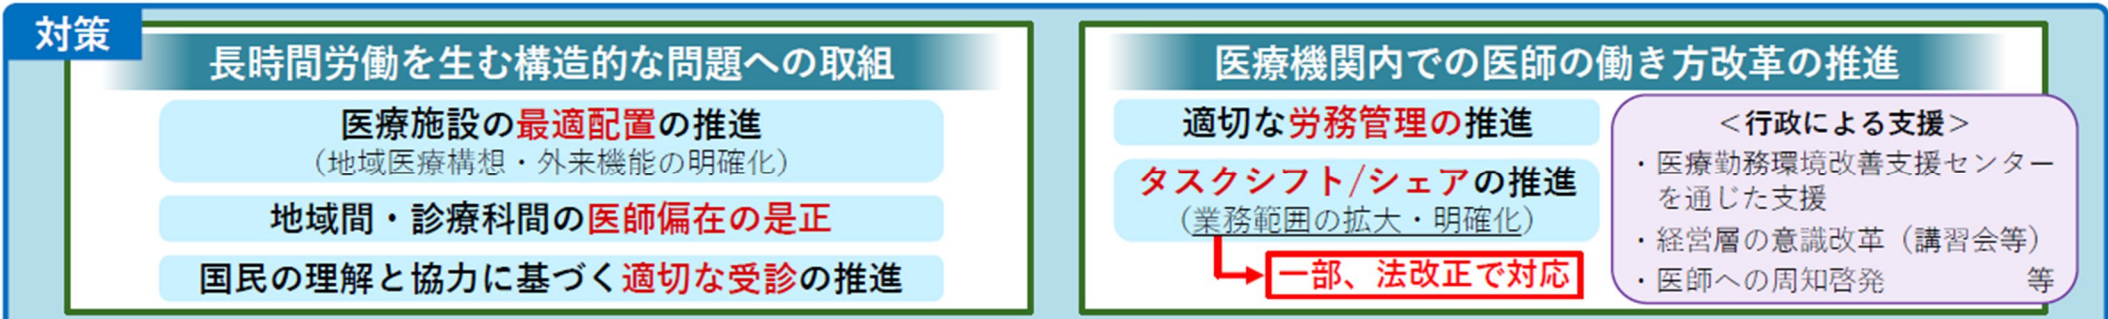 対策
長時間労働を生む構造的な問題への取組
医療施設の最適配置の推進
（地域医療構想・外来機能の明確化）
地域間・診療科間の医師偏在の是正
国民の理解と協力に基づく適切な受診の推進
医療機関内での医師の働き方改革の推進
適切な労務管理の推進
タスクシフト/シェアの推進
（業務範囲の拡大・明確化）
一部、法改正で対応
＜行政による支援＞
・医療勤務環境改善支援センター
を通じた支援
・経営層の意識改革（講習会等）
・医師への周知啓発 等